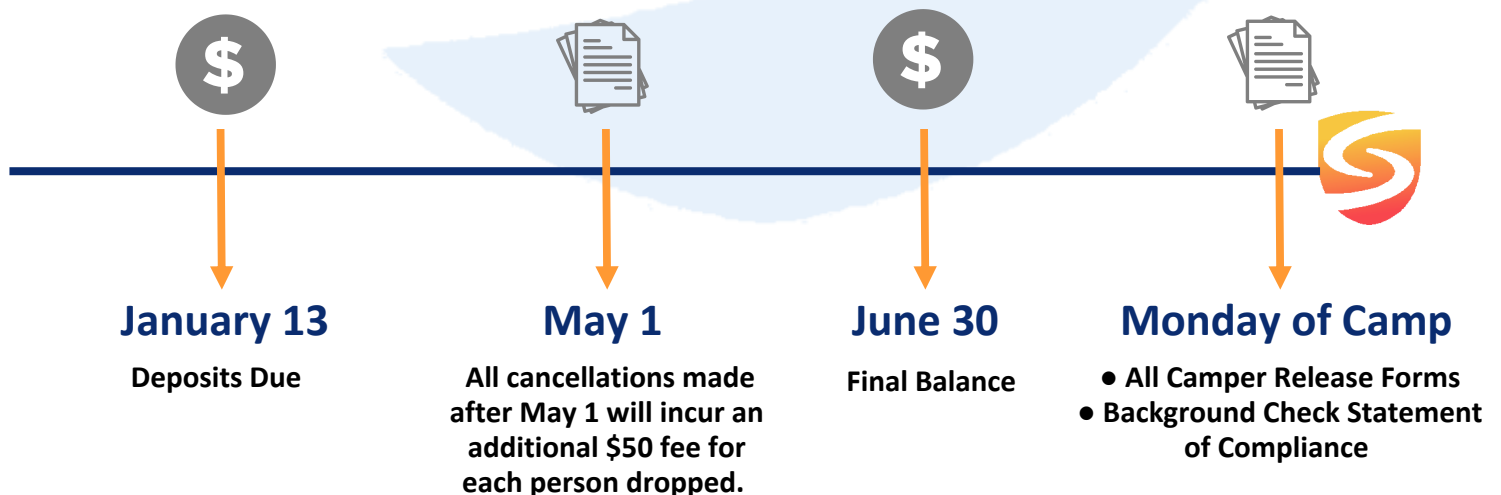 $
$
January 13
Deposits Due
May 1
All cancellations made
after May 1 will incur an
additional $50 fee for
each person dropped.
June 30
Final Balance
Monday of Camp
● All Camper Release Forms
● Background Check Statement
of Compliance